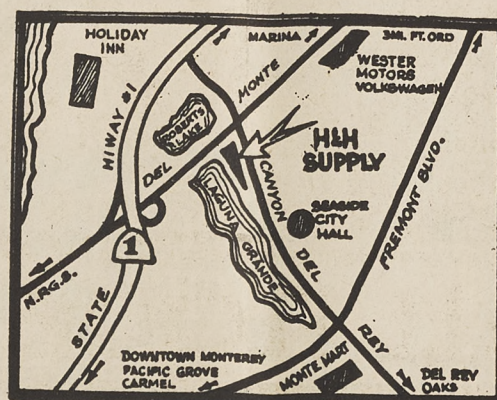 HOLIDAY
INN
MARINA
3MI. FT. ORD
WESTER
MOTORS
VOLKSWAGEN
HIWAY #1
ROBERTS
LAKE
DEL MONTE
H&H
SUPPLY
LAGUNA GRANDE
CANYON DEL REY
SEASIDE
CITY
HALL
FREMONT BLVD.
1
N.P.G.S.
STATE
DOWNTOWN MONTEREY
PACIFIC GROVE
CARMEL
MONTE MART
DEL REY
OAKS